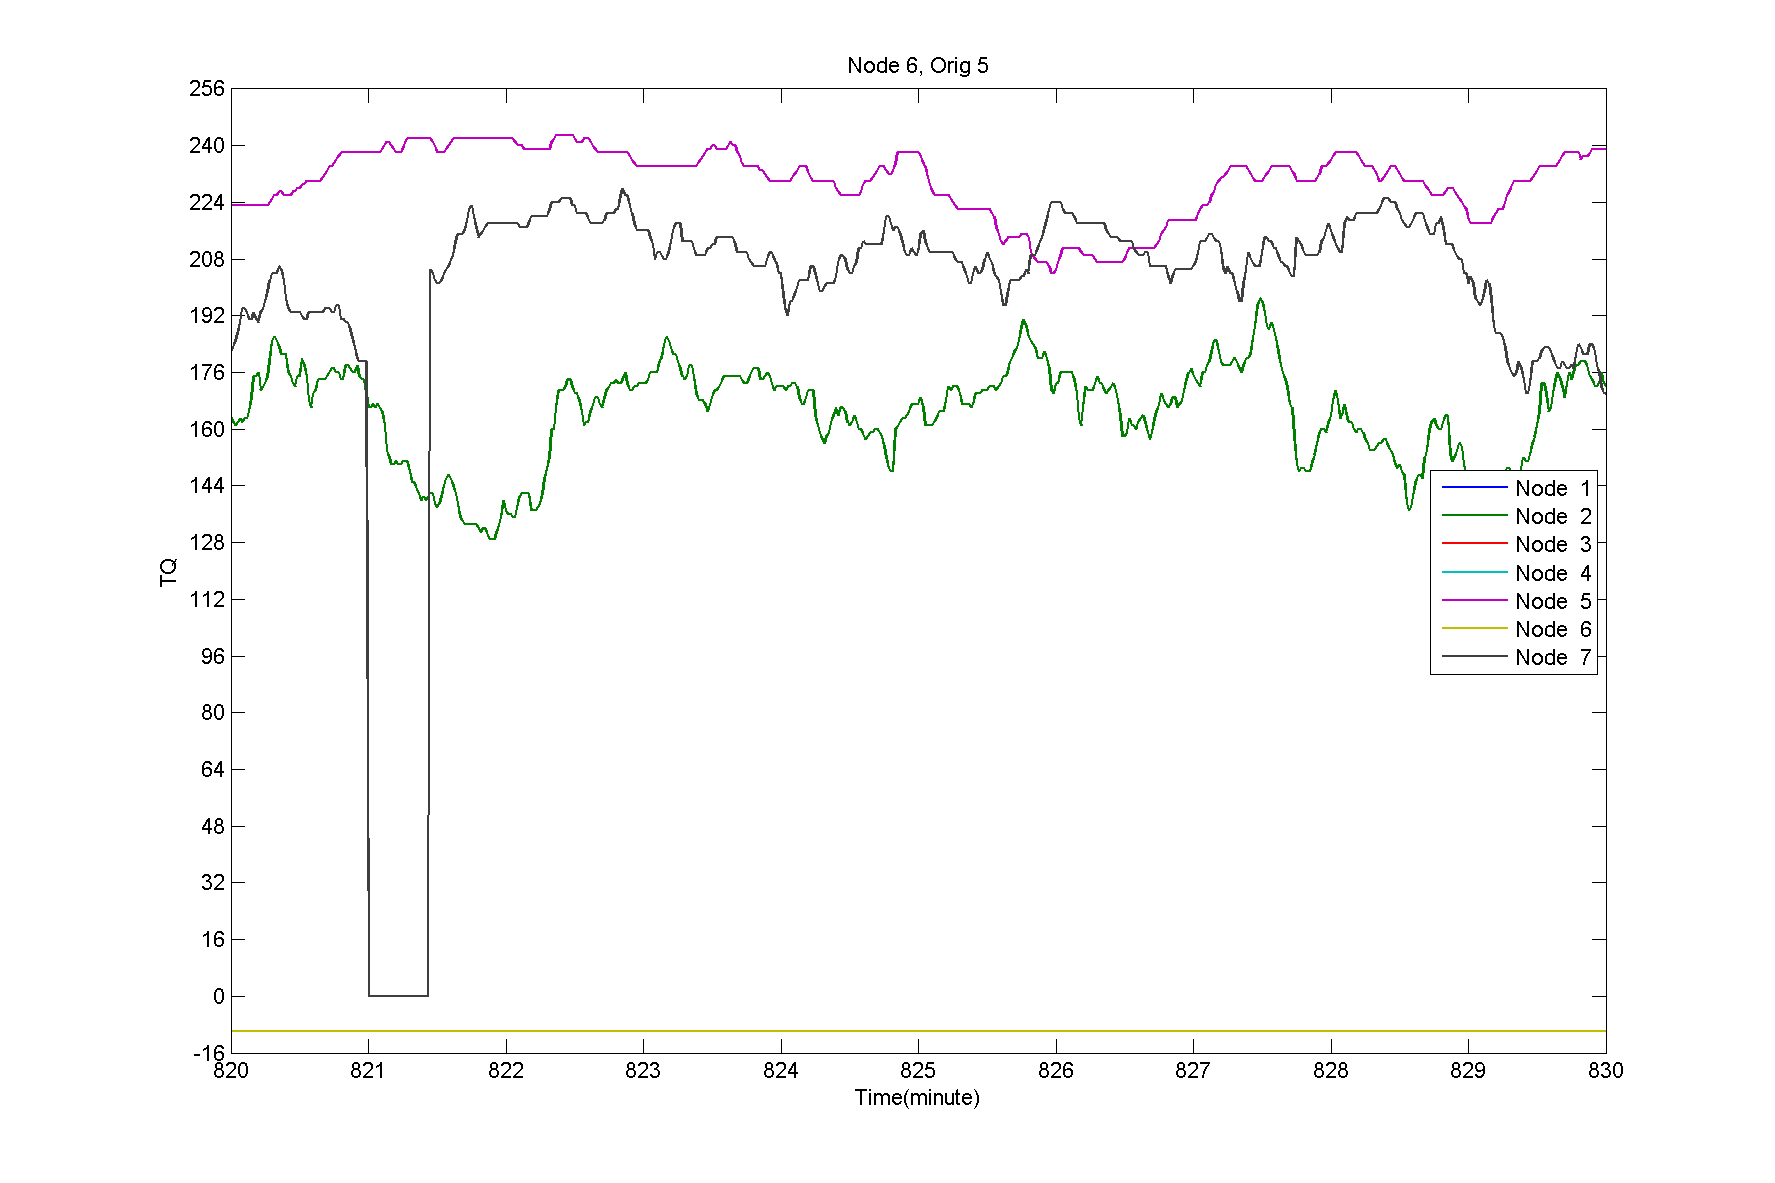 Node 6, Orig 5
256
240
224
208
192
176
160
144
128
112
96
80
64
48
32
16
0
-16
TQ
Node 1
Node 2
Node 3
Node 4
Node 5
Node 6
Node 7
820 821 822 823 824 825 826 827 828 829 830
Time(minute)